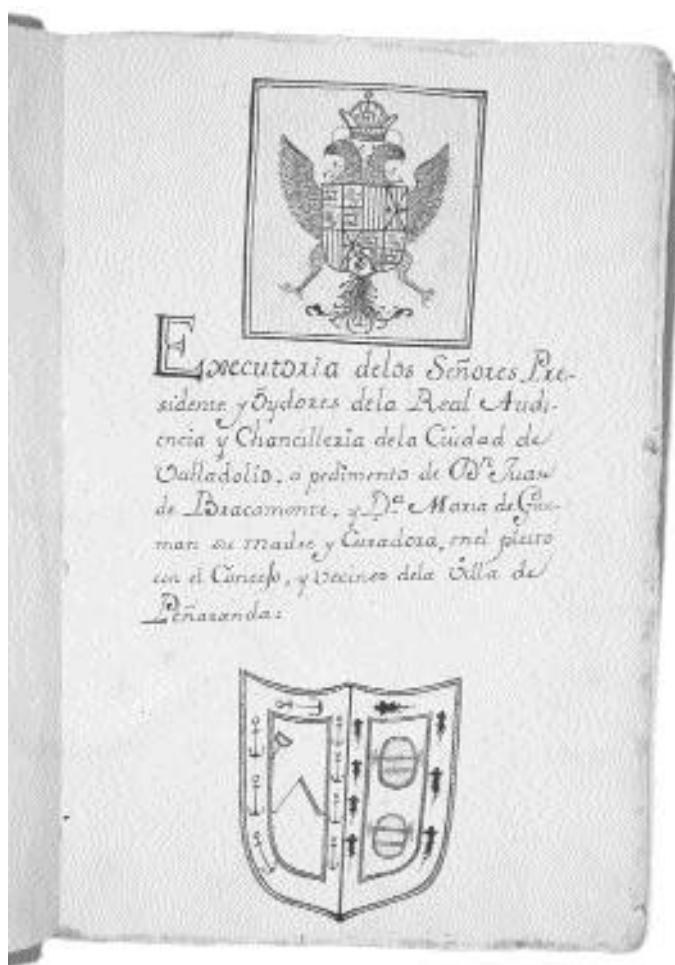 Executoria delos Señores Pre-
sidente y Oydores dela Real Audi-
encia y Chancilleria dela Ciudad de
Valladolid, a pedimento de Dn. Juan
de Bracamonte, y Da. Maria de Guz-
man su madre y Curadora, enel pleito
con el Concejo, y vecinos dela Villa de
Peñaranda: